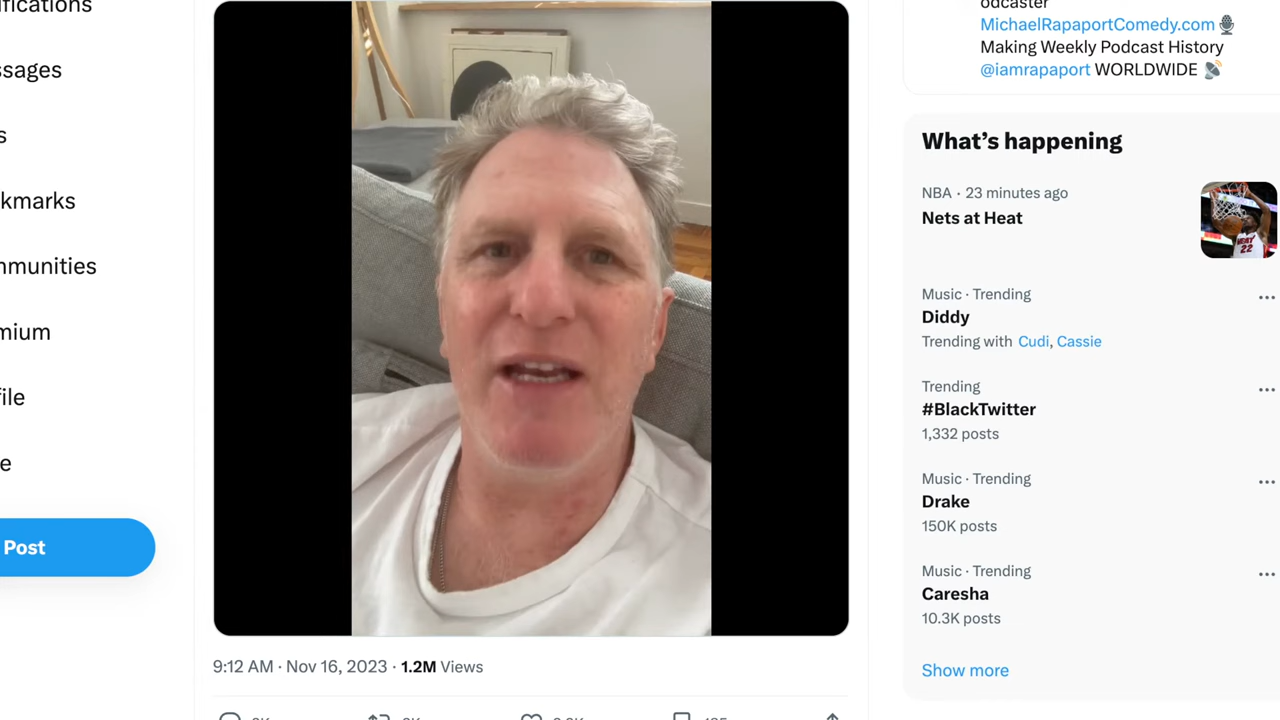 ifications
ssages
s
kmarks
nmunities
mium
file
e
Post
9:12 AM · Nov 16, 2023 · 1.2M Views
odcaster
MichaelRapaportComedy.com
Making Weekly Podcast History
@iamrapaport WORLDWIDE
What’s happening
NBA · 23 minutes ago
Nets at Heat
HEAT
22
Music · Trending
Diddy
Trending with Cudi, Cassie
Trending
#BlackTwitter
1,332 posts
Music · Trending
Drake
150K posts
Music · Trending
Caresha
10.3K posts
Show more